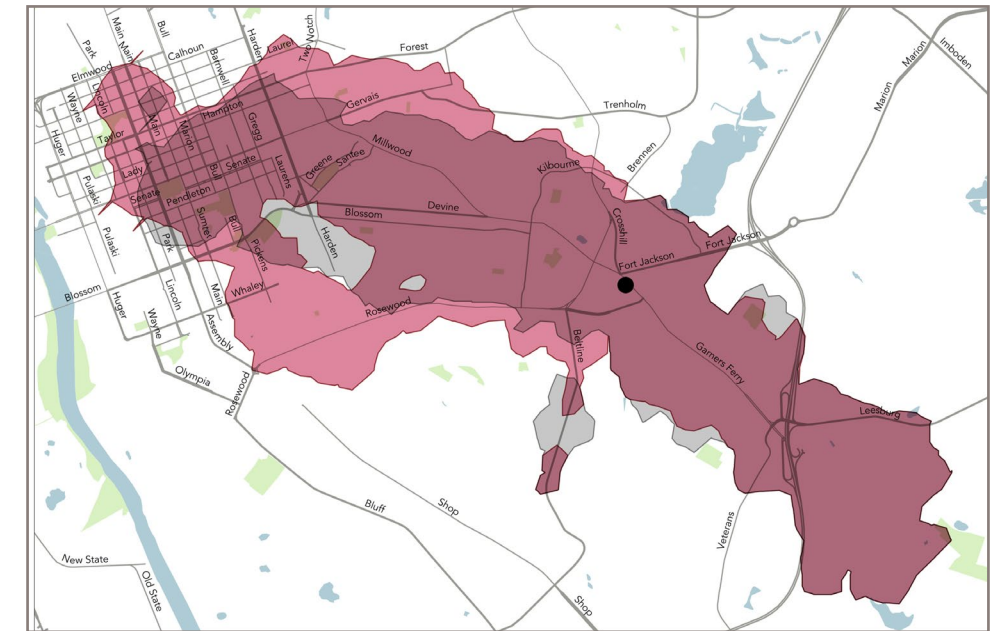 Main
Main
Bull
Park
Calhoun
Harden
Laurel
Two Notch
Forest
Marion
Imboden
Elmwood
Barnwell
Marion
Lincoln
Wayne
Hampton
Gervais
Trenholm
Huger
Taylor
Main
Marion
Gregg
Millwood
Lady
Bull
Senate
Laurens
Greene
Santee
Kilbourne
Brennen
Pulaski
Senate
Pendleton
Blossom
Devine
Sumter
Bull
Crosshill
Pulaski
Park
Pickens
Harden
Fort Jackson
Fort Jackson
Blossom
Huger
Lincoln
Main
Whaley
Rosewood
Wayne
Assembly
Beltline
Garners Ferry
Olympia
Rosewood
Leesburg
Bluff
Shop
Veterans
New State
Old State
Shop